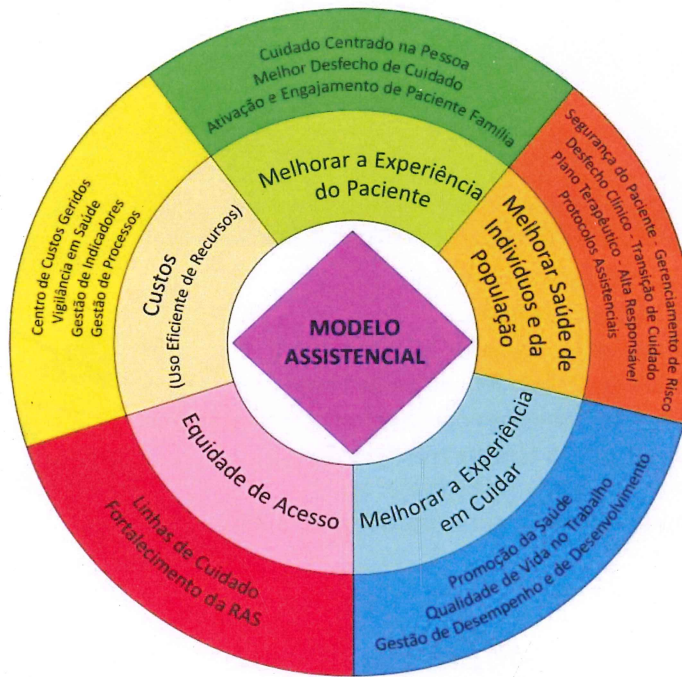 Cuidado Centrado na Pessoa
Melhor Desfecho de Cuidado
Ativação e Engajamento de Paciente Família
Melhorar a Experiência
do Paciente
Segurança do Paciente - Gerenciamento de Risco
Desfecho Clínico - Transição de Cuidado
Plano Terapêutico - Alta Responsável
Protocolos Assistenciais
Melhorar Saúde de
Indivíduos e da
População
Promoção da Saúde
Qualidade de Vida no Trabalho
Gestão de Desempenho e de Desenvolvimento
Melhorar a Experiência
em Cuidar
Linhas de Cuidado
Fortalecimento da RAS
Equidade de Acesso
Centro de Custos Geridos
Vigilância em Saúde
Gestão de Indicadores
Gestão de Processos
Custos
(Uso Eficiente de Recursos)
MODELO
ASSISTENCIAL